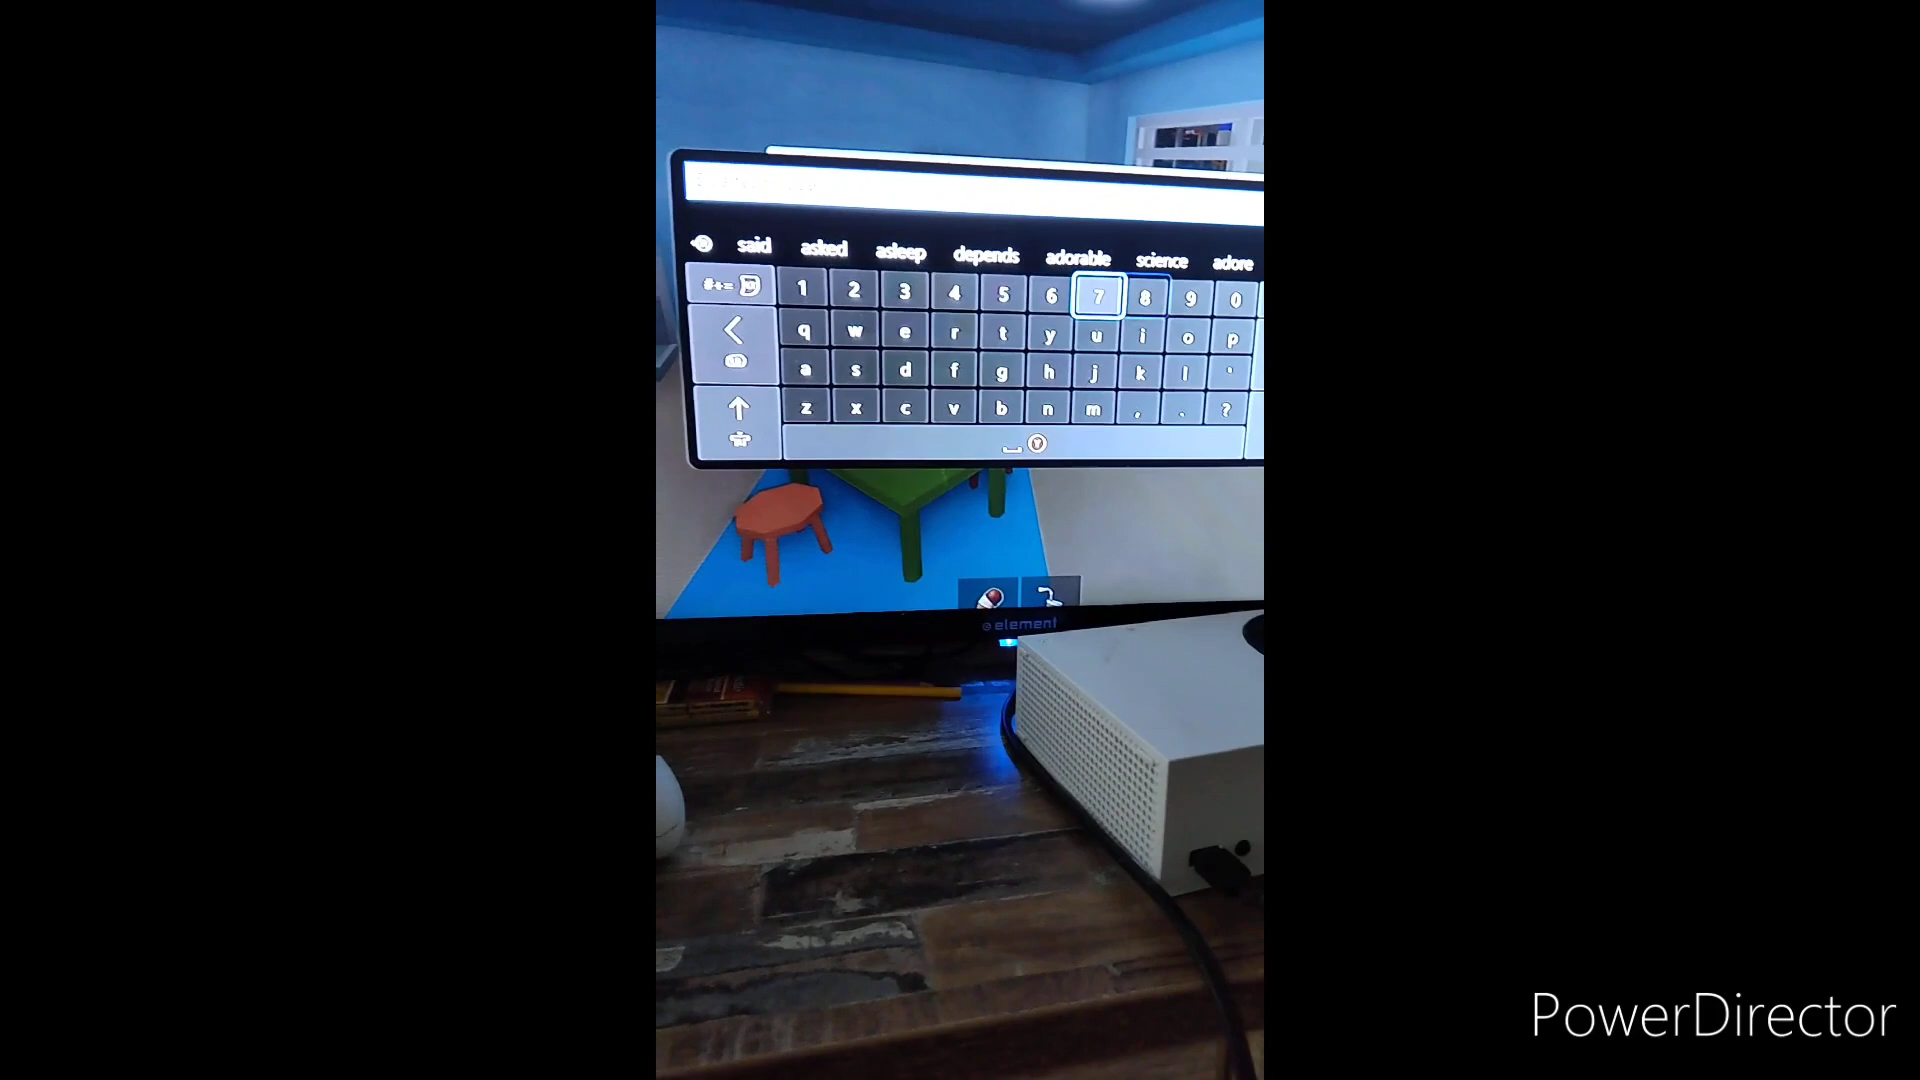 said asked asleep depends adorable science adore
#+=
1 2 3 4 5 6 7 8 9 0
q w e r t y u i o p
a s d f g h j k l '
z x c v b n m , . ?
Y
element
PowerDirector